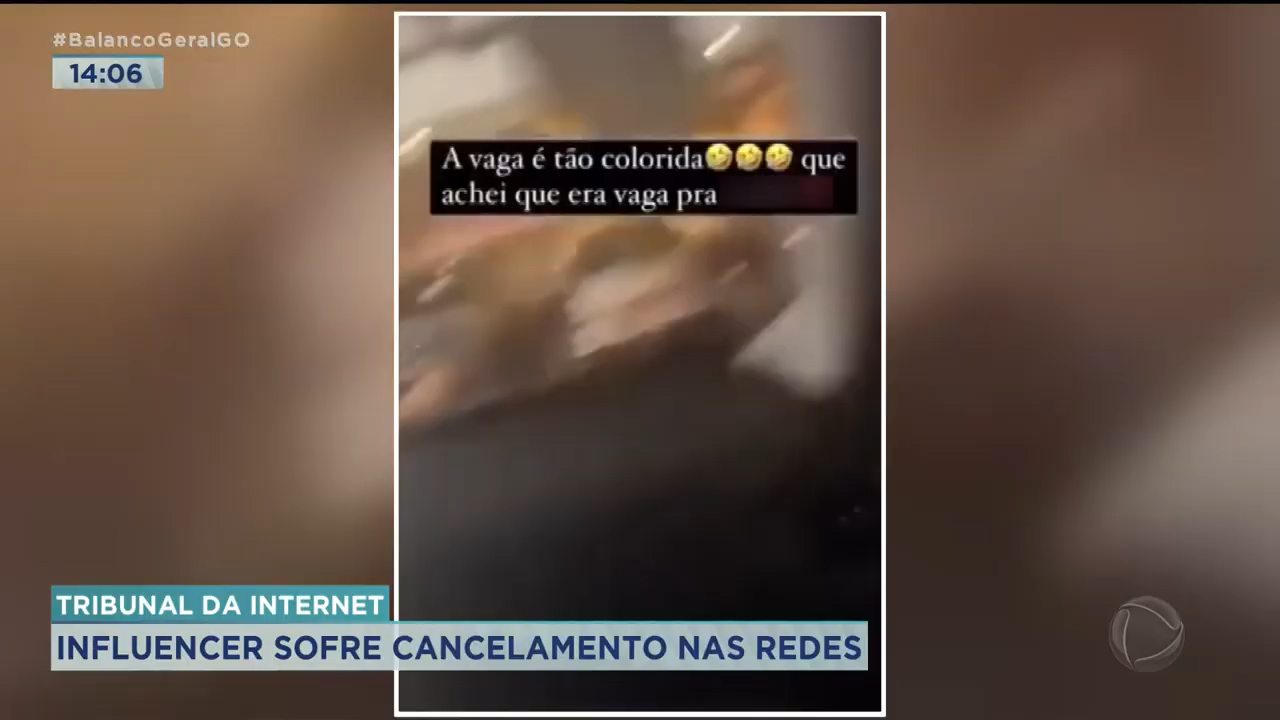 #BalancoGeralGO
14:06
A vaga é tão colorida🤣🤣🤣 que
achei que era vaga pra
TRIBUNAL DA INTERNET
INFLUENCER SOFRE CANCELAMENTO NAS REDES